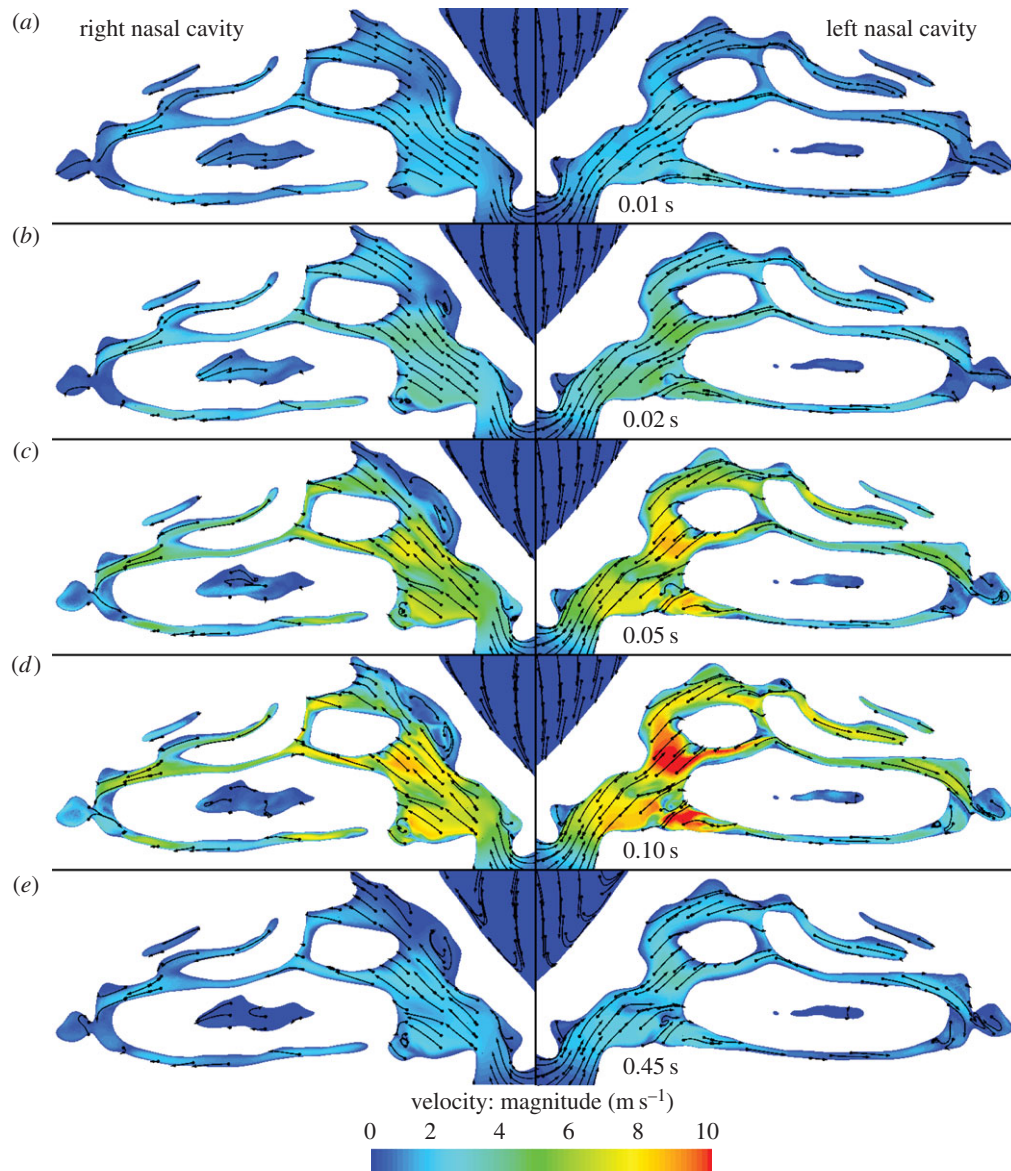 (a)
right nasal cavity
left nasal cavity
0.01 s
(b)
0.02 s
(c)
0.05 s
(d)
0.10 s
(e)
0.45 s
velocity: magnitude (m s⁻¹)
0 2 4 6 8 10